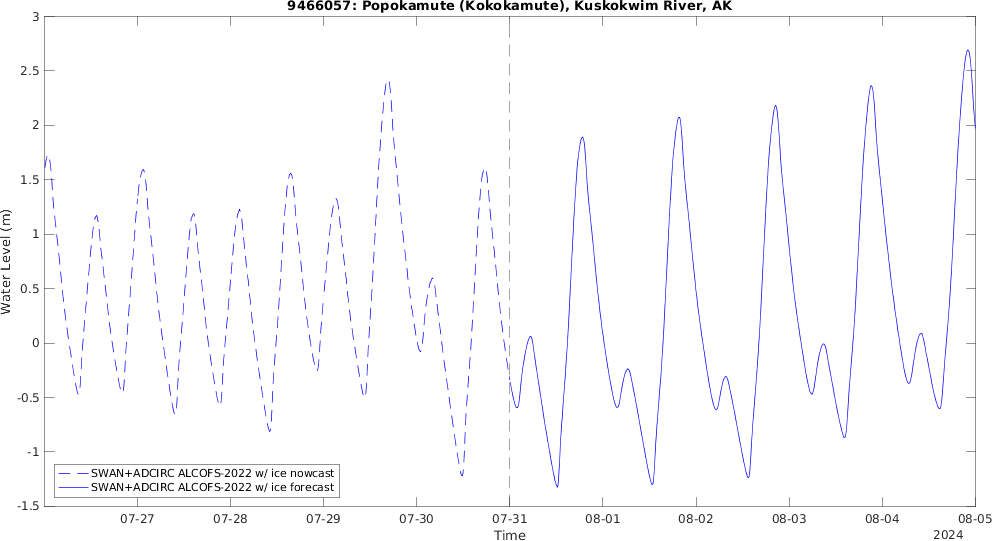 9466057: Popokamute (Kokokamute), Kuskokwim River, AK
3
2.5
2
1.5
1
0.5
0
-0.5
-1
-1.5
Water Level (m)
SWAN+ADCIRC ALCOFS-2022 w/ ice nowcast
SWAN+ADCIRC ALCOFS-2022 w/ ice forecast
07-27 07-28 07-29 07-30 07-31 08-01 08-02 08-03 08-04 08-05
Time
2024